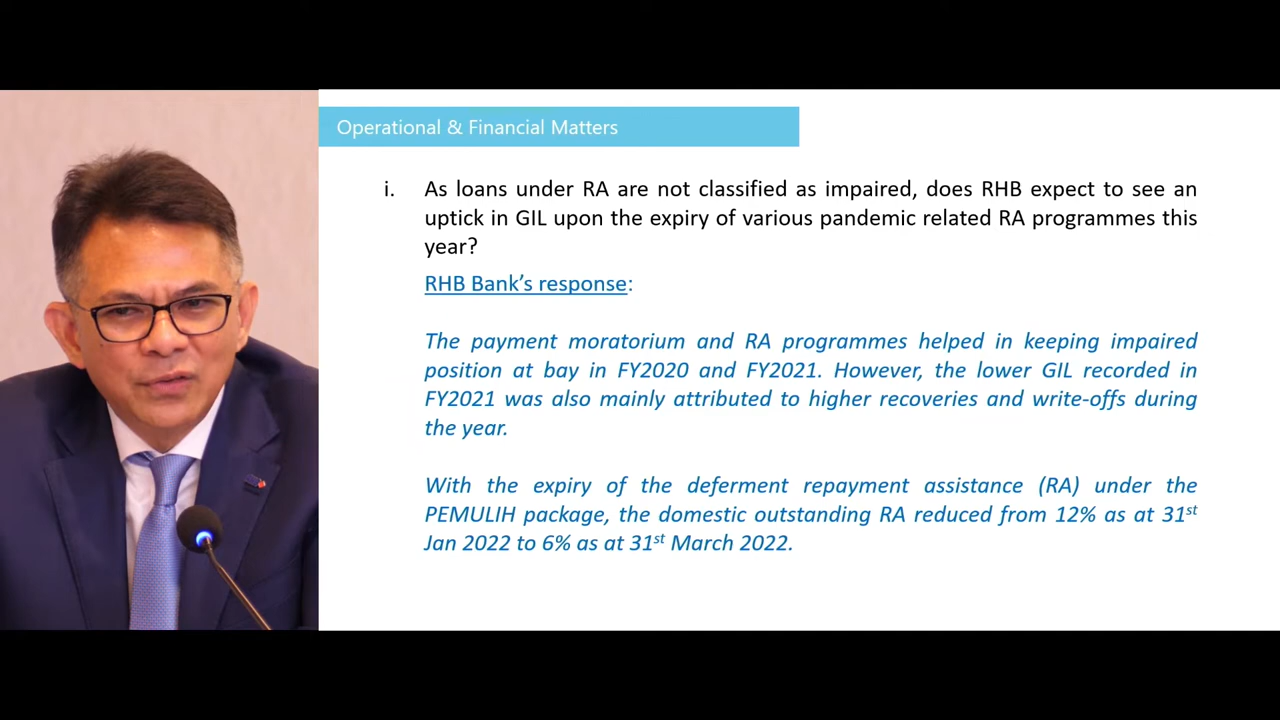 Operational & Financial Matters
i. As loans under RA are not classified as impaired, does RHB expect to see an
uptick in GIL upon the expiry of various pandemic related RA programmes this
year?
RHB Bank’s response:
The payment moratorium and RA programmes helped in keeping impaired
position at bay in FY2020 and FY2021. However, the lower GIL recorded in
FY2021 was also mainly attributed to higher recoveries and write-offs during
the year.
With the expiry of the deferment repayment assistance (RA) under the
PEMULIH package, the domestic outstanding RA reduced from 12% as at 31st
Jan 2022 to 6% as at 31st March 2022.